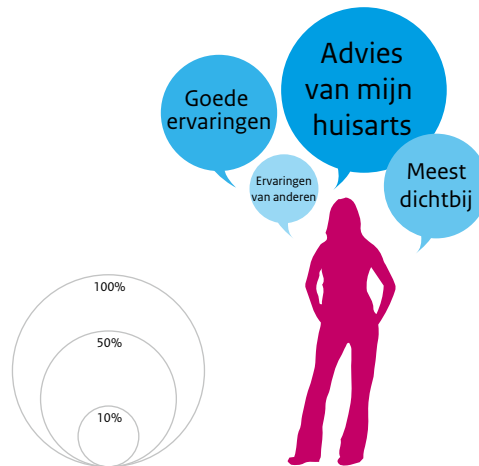 Advies
van mijn
huisarts
Goede
ervaringen
Ervaringen
van anderen
Meest
dichtbij
100%
50%
10%